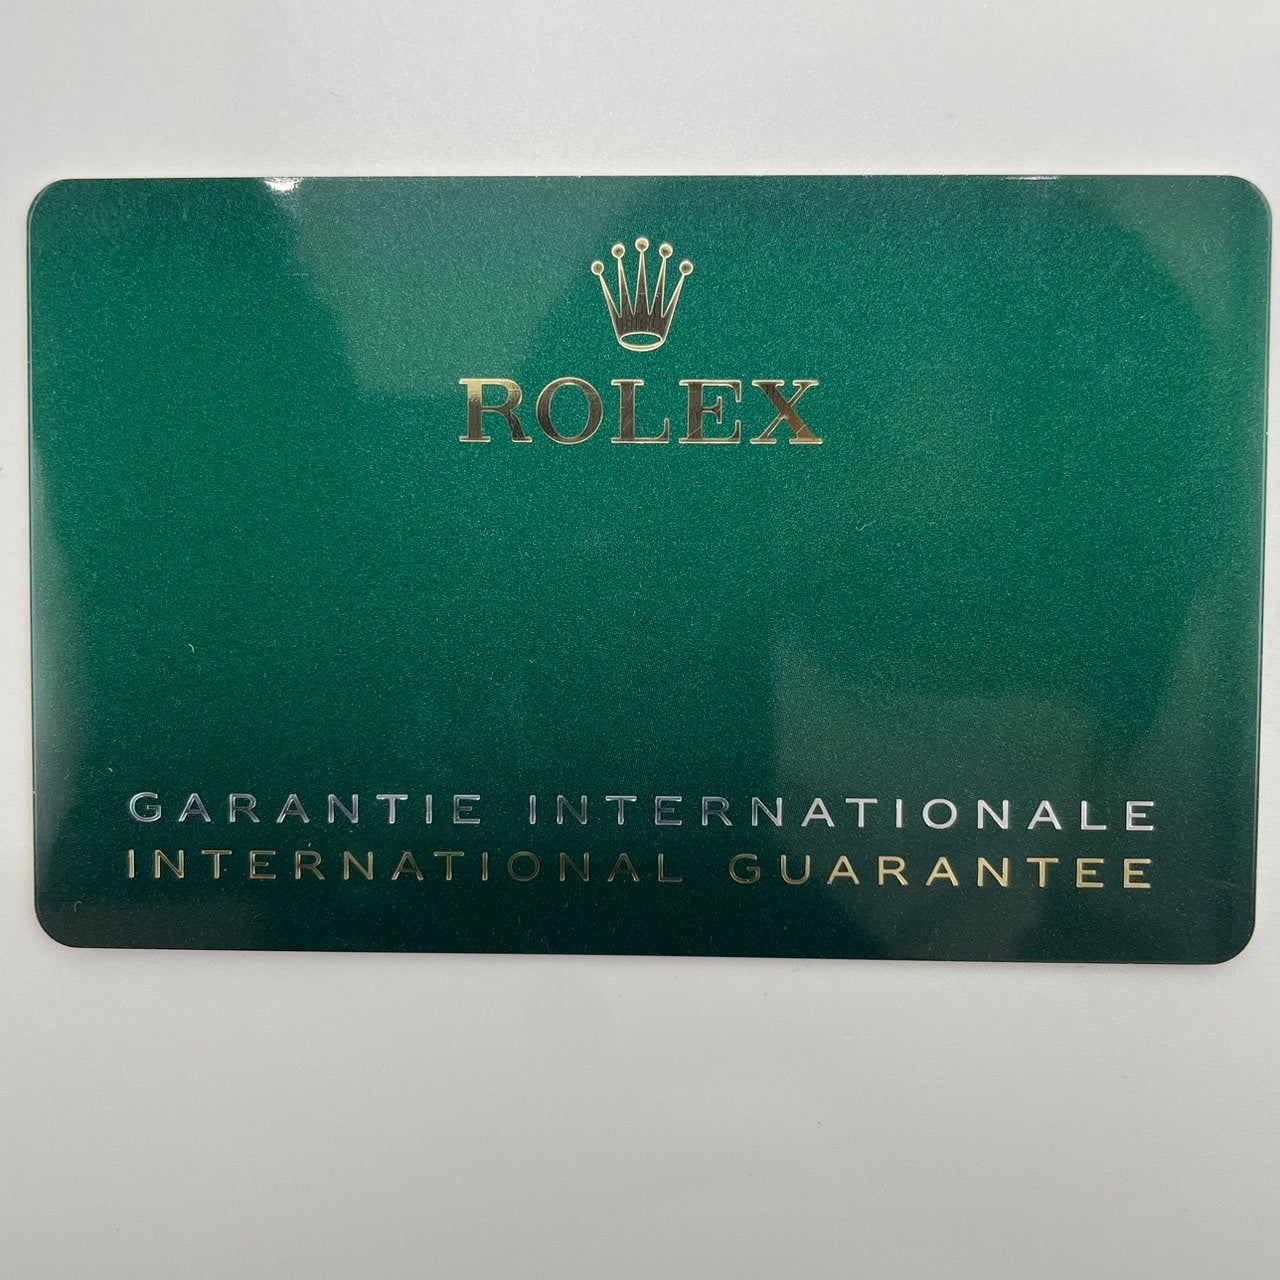 ROLEX
GARANTIE INTERNATIONALE
INTERNATIONAL GUARANTEE